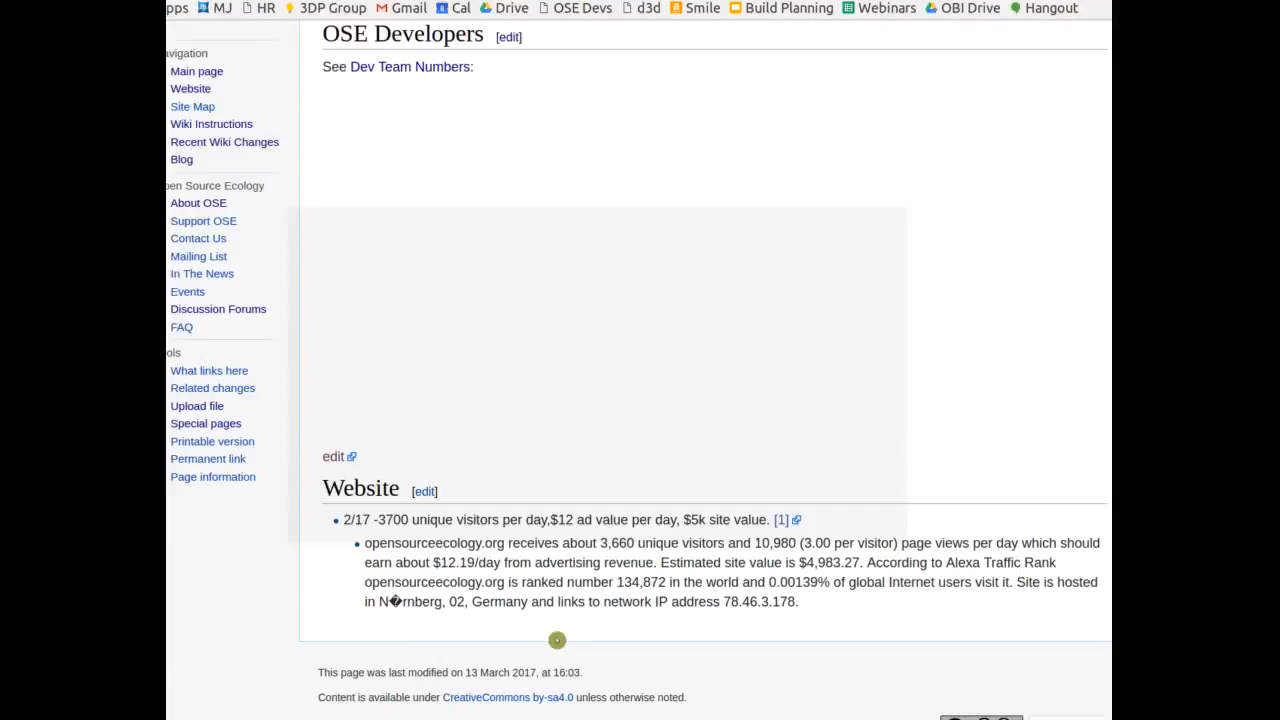 pps MJ HR 3DP Group Gmail Cal Drive OSE Devs d3d Smile Build Planning Webinars OBI Drive Hangout
avigation
Main page
Website
Site Map
Wiki Instructions
Recent Wiki Changes
Blog
pen Source Ecology
About OSE
Support OSE
Contact Us
Mailing List
In The News
Events
Discussion Forums
FAQ
ols
What links here
Related changes
Upload file
Special pages
Printable version
Permanent link
Page information
OSE Developers [edit]
See Dev Team Numbers:
edit
Website [edit]
2/17 -3700 unique visitors per day,$12 ad value per day, $5k site value. [1]
opensourceecology.org receives about 3,660 unique visitors and 10,980 (3.00 per visitor) page views per day which should
earn about $12.19/day from advertising revenue. Estimated site value is $4,983.27. According to Alexa Traffic Rank
opensourceecology.org is ranked number 134,872 in the world and 0.00139% of global Internet users visit it. Site is hosted
in N�rnberg, 02, Germany and links to network IP address 78.46.3.178.
This page was last modified on 13 March 2017, at 16:03.
Content is available under CreativeCommons by-sa4.0 unless otherwise noted.